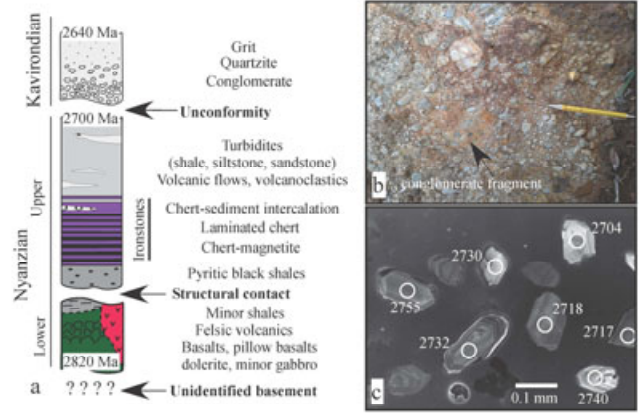 2640 Ma
Kavirondian
Grit
Quartzite
Conglomerate
Unconformity
2700 Ma
Nyanzian
Upper
Turbidites
(shale, siltstone, sandstone)
Volcanic flows, volcanoclastics
Ironstones
Chert-sediment intercalation
Laminated chert
Chert-magnetite
Pyritic black shales
Structural contact
Lower
Minor shales
Felsic volcanics
Basalts, pillow basalts
dolerite, minor gabbro
2820 Ma
a
? ? ? ?
Unidentified basement
b
conglomerate fragment
2704
2730
2755
2718
2717
2732
2740
0.1 mm
c